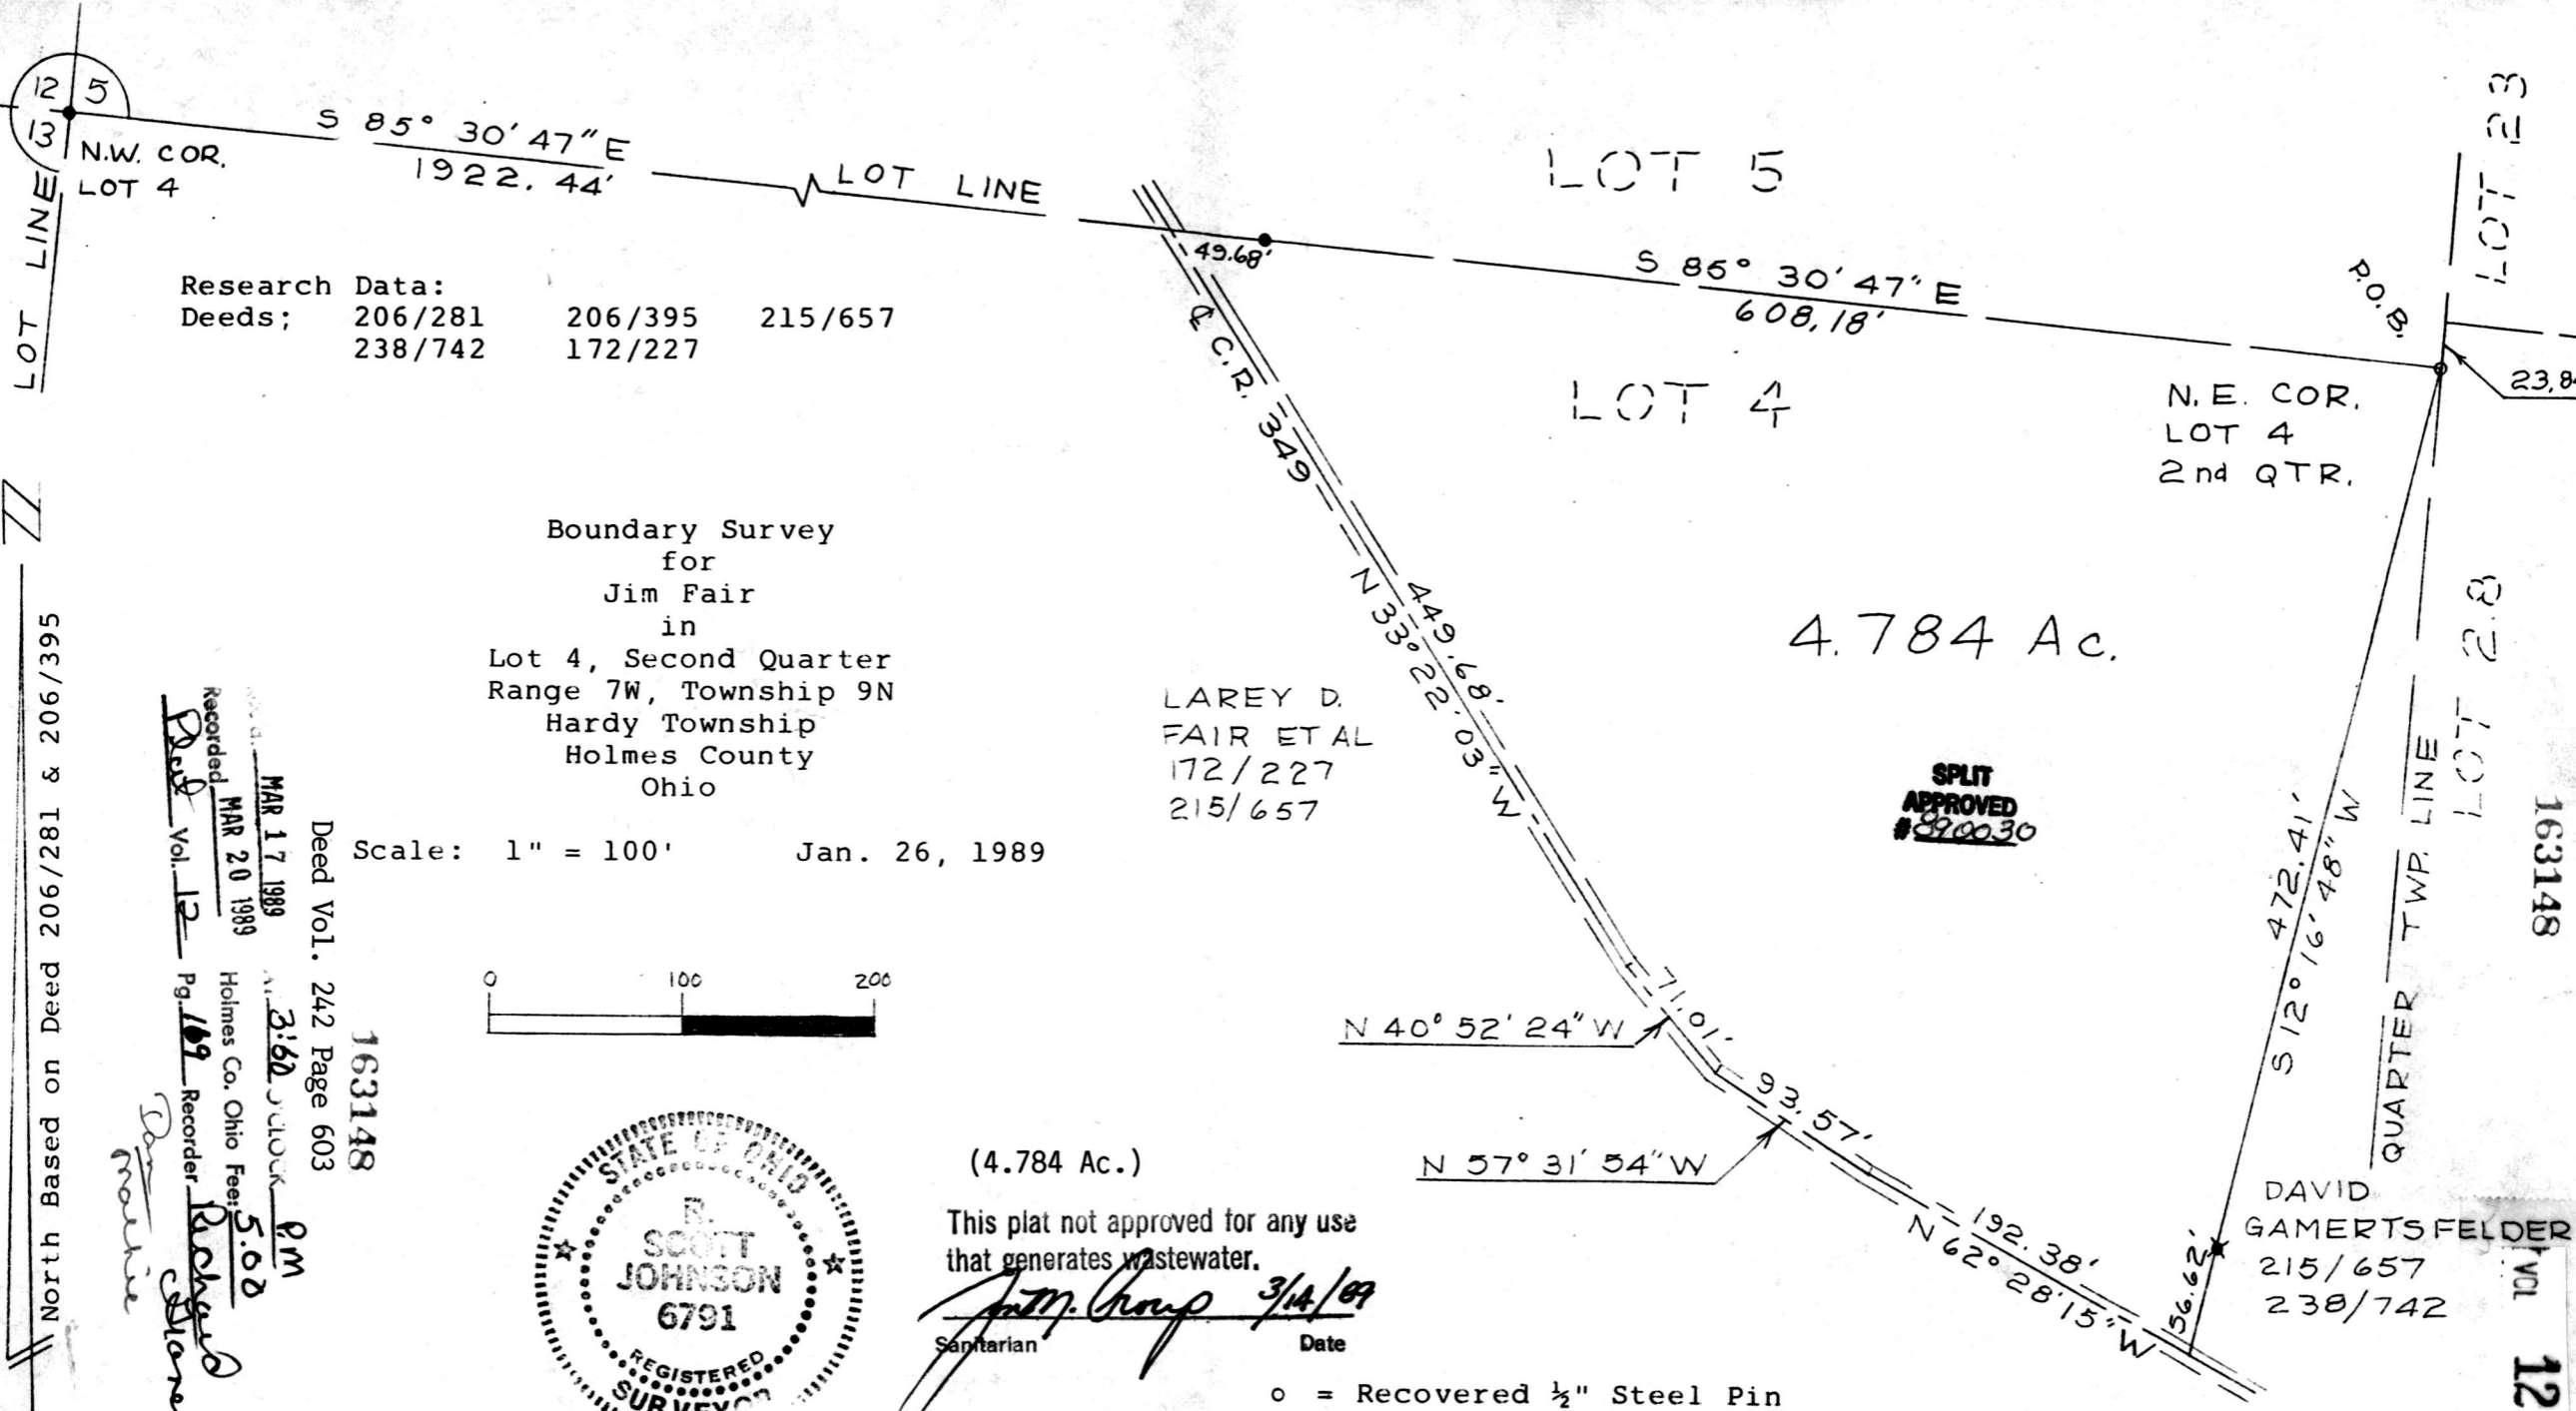 12 5
13
N.W. COR.
LOT 4
LOT LINE
S 85° 30' 47" E
1922.44'
LOT LINE
LOT 5
LOT 23
49.68'
S 85° 30' 47" E
608.18'
P.O.B.
23.8
Research Data:
Deeds; 206/281 206/395 215/657
238/742 172/227
℄ C.R. 349
LOT 4
N.E. COR.
LOT 4
2nd QTR.
Boundary Survey
for
Jim Fair
in
Lot 4, Second Quarter
Range 7W, Township 9N
Hardy Township
Holmes County
Ohio
Scale: 1" = 100' Jan. 26, 1989
0 100 200
449.68'
N 33° 22' 03" W
4.784 Ac.
LAREY D.
FAIR ET AL
172/227
215/657
SPLIT
APPROVED
#890030
472.41'
S 12° 16' 48" W
QUARTER TWP. LINE
LOT 28
163148
71.01'
N 40° 52' 24" W
93.57'
N 57° 31' 54" W
192.38'
N 62° 28' 15" W
56.62'
DAVID
GAMERTSFELDER
215/657
238/742
VOL 12
North Based on Deed 206/281 & 206/395
MAR 17 1989 P.M
Recorded MAR 20 1989 Holmes Co. Ohio Fee: 5.00
Vol. 12 Pg. 169 Recorder Richard
Deed Vol. 242 Page 603
163148
STATE OF OHIO
R.
SCOTT
JOHNSON
6791
REGISTERED
SURVEYOR
(4.784 Ac.)
This plat not approved for any use
that generates wastewater.
3/14/89
Sanitarian Date
o = Recovered ½" Steel Pin